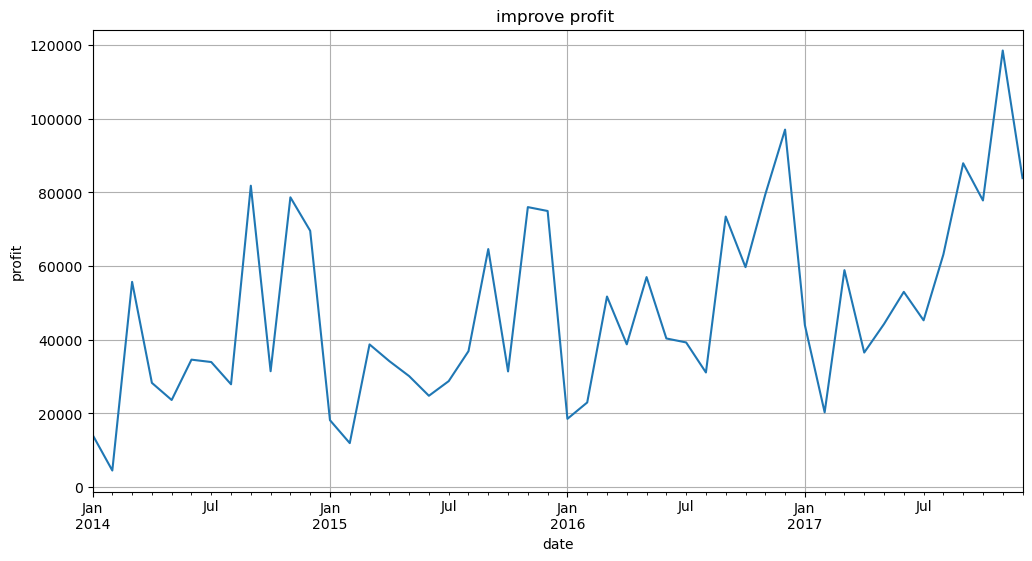 improve profit
120000
100000
80000
60000
40000
20000
0
profit
Jan Jul Jan Jul Jan Jul Jan Jul
2014 2015 2016 2017
date